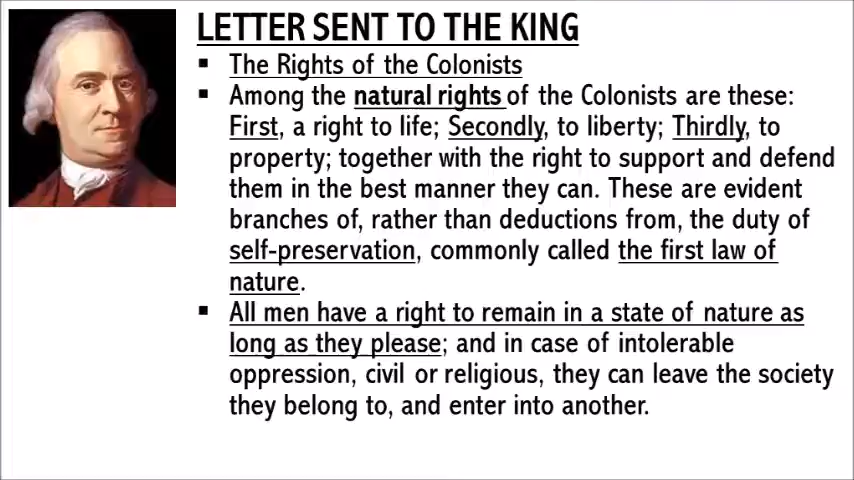 LETTER SENT TO THE KING
▪ The Rights of the Colonists
▪ Among the natural rights of the Colonists are these:
First, a right to life; Secondly, to liberty; Thirdly, to
property; together with the right to support and defend
them in the best manner they can. These are evident
branches of, rather than deductions from, the duty of
self-preservation, commonly called the first law of
nature.
▪ All men have a right to remain in a state of nature as
long as they please; and in case of intolerable
oppression, civil or religious, they can leave the society
they belong to, and enter into another.